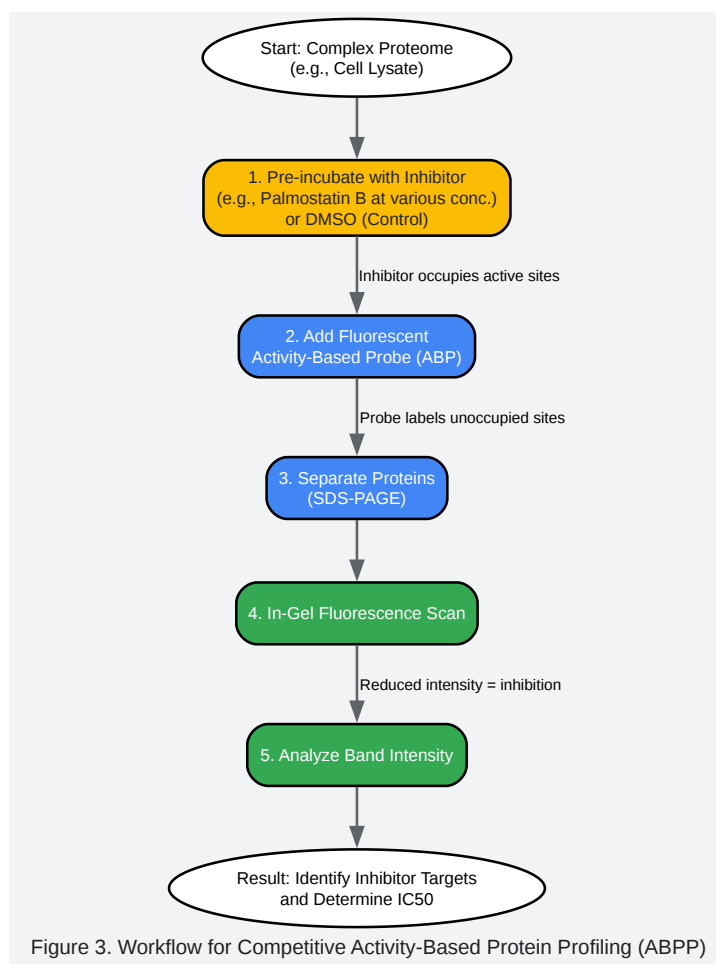 Start: Complex Proteome
(e.g., Cell Lysate)
1. Pre-incubate with Inhibitor
(e.g., Palmostatin B at various conc.)
or DMSO (Control)
Inhibitor occupies active sites
2. Add Fluorescent
Activity-Based Probe (ABP)
Probe labels unoccupied sites
3. Separate Proteins
(SDS-PAGE)
4. In-Gel Fluorescence Scan
Reduced intensity = inhibition
5. Analyze Band Intensity
Result: Identify Inhibitor Targets
and Determine IC50
Figure 3. Workflow for Competitive Activity-Based Protein Profiling (ABPP)